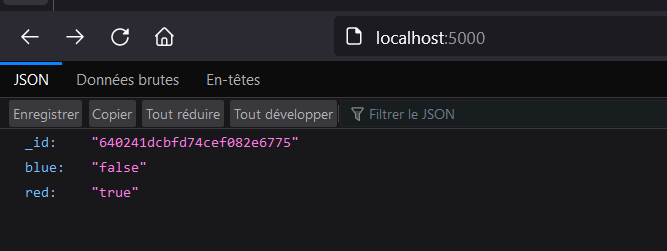 localhost:5000
JSON Données brutes En-têtes
Enregistrer Copier Tout réduire Tout développer Filtrer le JSON
_id: "640241dcbfd74cef082e6775"
blue: "false"
red: "true"